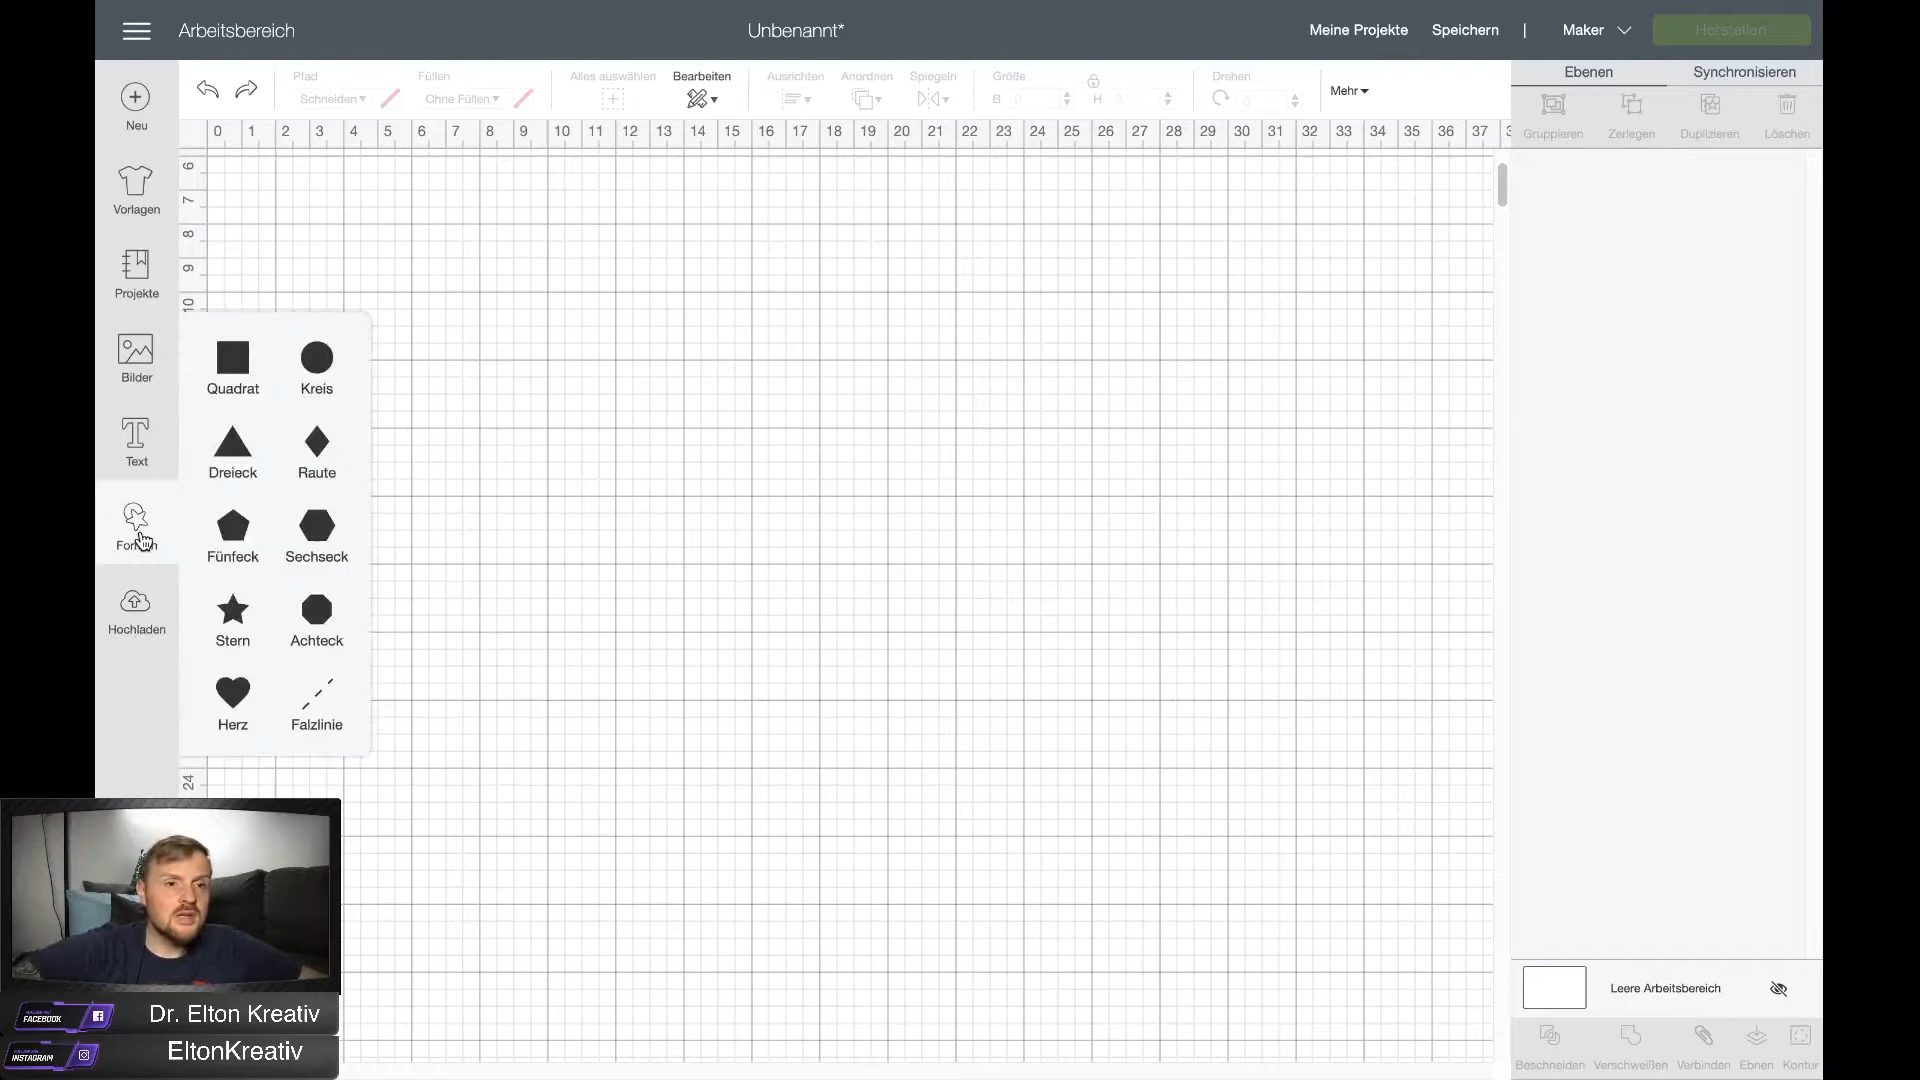 Arbeitsbereich
Unbenannt*
Meine Projekte Speichern | Maker Herstellen
Neu
Vorlagen
Projekte
Bilder
Text
Hochladen
Pfad
Schneiden
Füllen
Ohne Füllen
Alles auswählen
Bearbeiten
Ausrichten
Anordnen
Spiegeln
Größe
B 0 H 0
Drehen
0
Mehr
0 1 2 3 4 5 6 7 8 9 10 11 12 13 14 15 16 17 18 19 20 21 22 23 24 25 26 27 28 29 30 31 32 33 34 35 36 37
6
7
8
9
10
24
Quadrat Kreis
Dreieck Raute
Fünfeck Sechseck
Stern Achteck
Herz Falzlinie
Ebenen Synchronisieren
Gruppieren Zerlegen Duplizieren Löschen
Leere Arbeitsbereich
Beschneiden Verschweißen Verbinden Ebnen Kontur
FACEBOOK
Dr. Elton Kreativ
INSTAGRAM
EltonKreativ